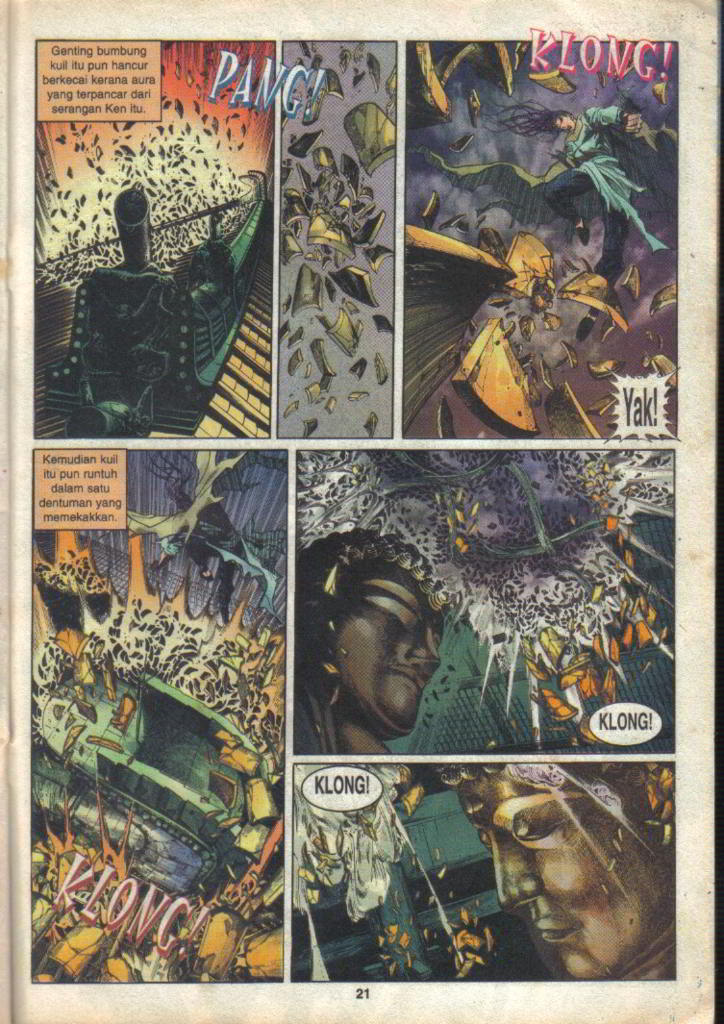 Genting bumbung
kuil itu pun hancur
berkecai kerana aura
yang terpancar dari
serangan Ken itu.
PANG!
KLONG!
Yak!
Kemudian kuil
itu pun runtuh
dalam satu
dentuman yang
memekakkan.
KLONG!
KLONG!
KLONG!
21